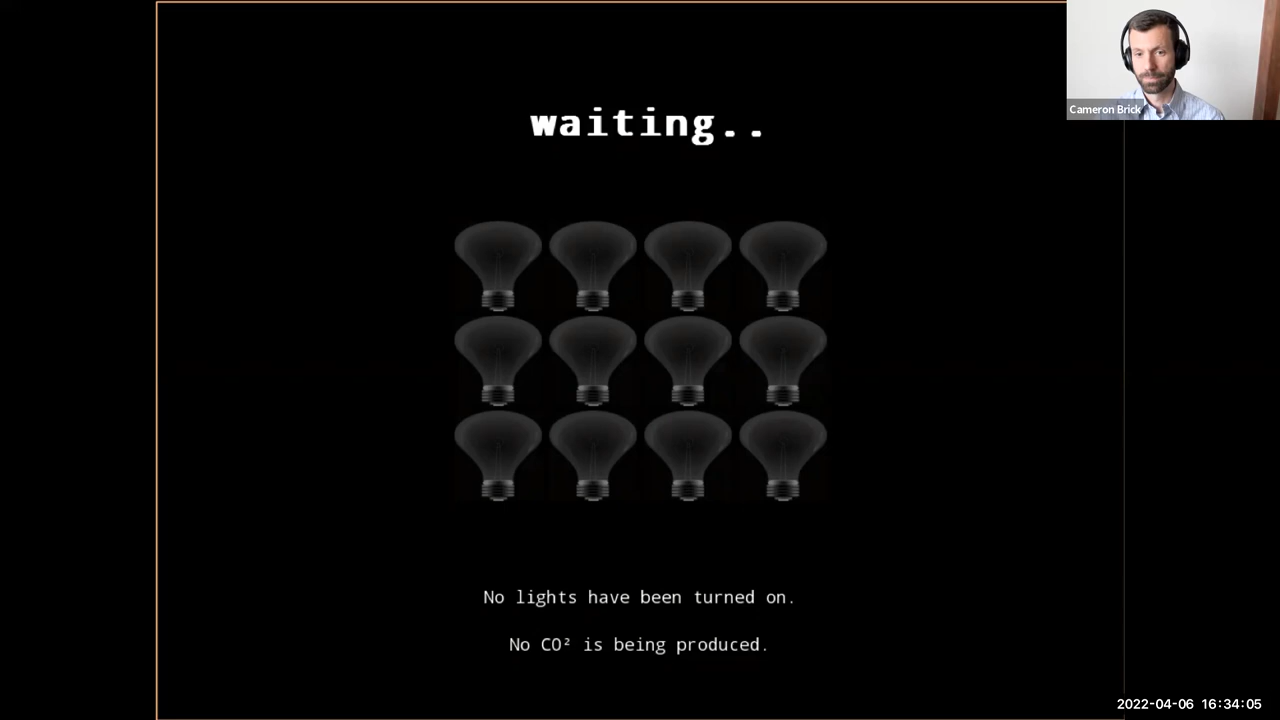 Cameron Brick
waiting..
No lights have been turned on.
No CO² is being produced.
2022-04-06 16:34:05